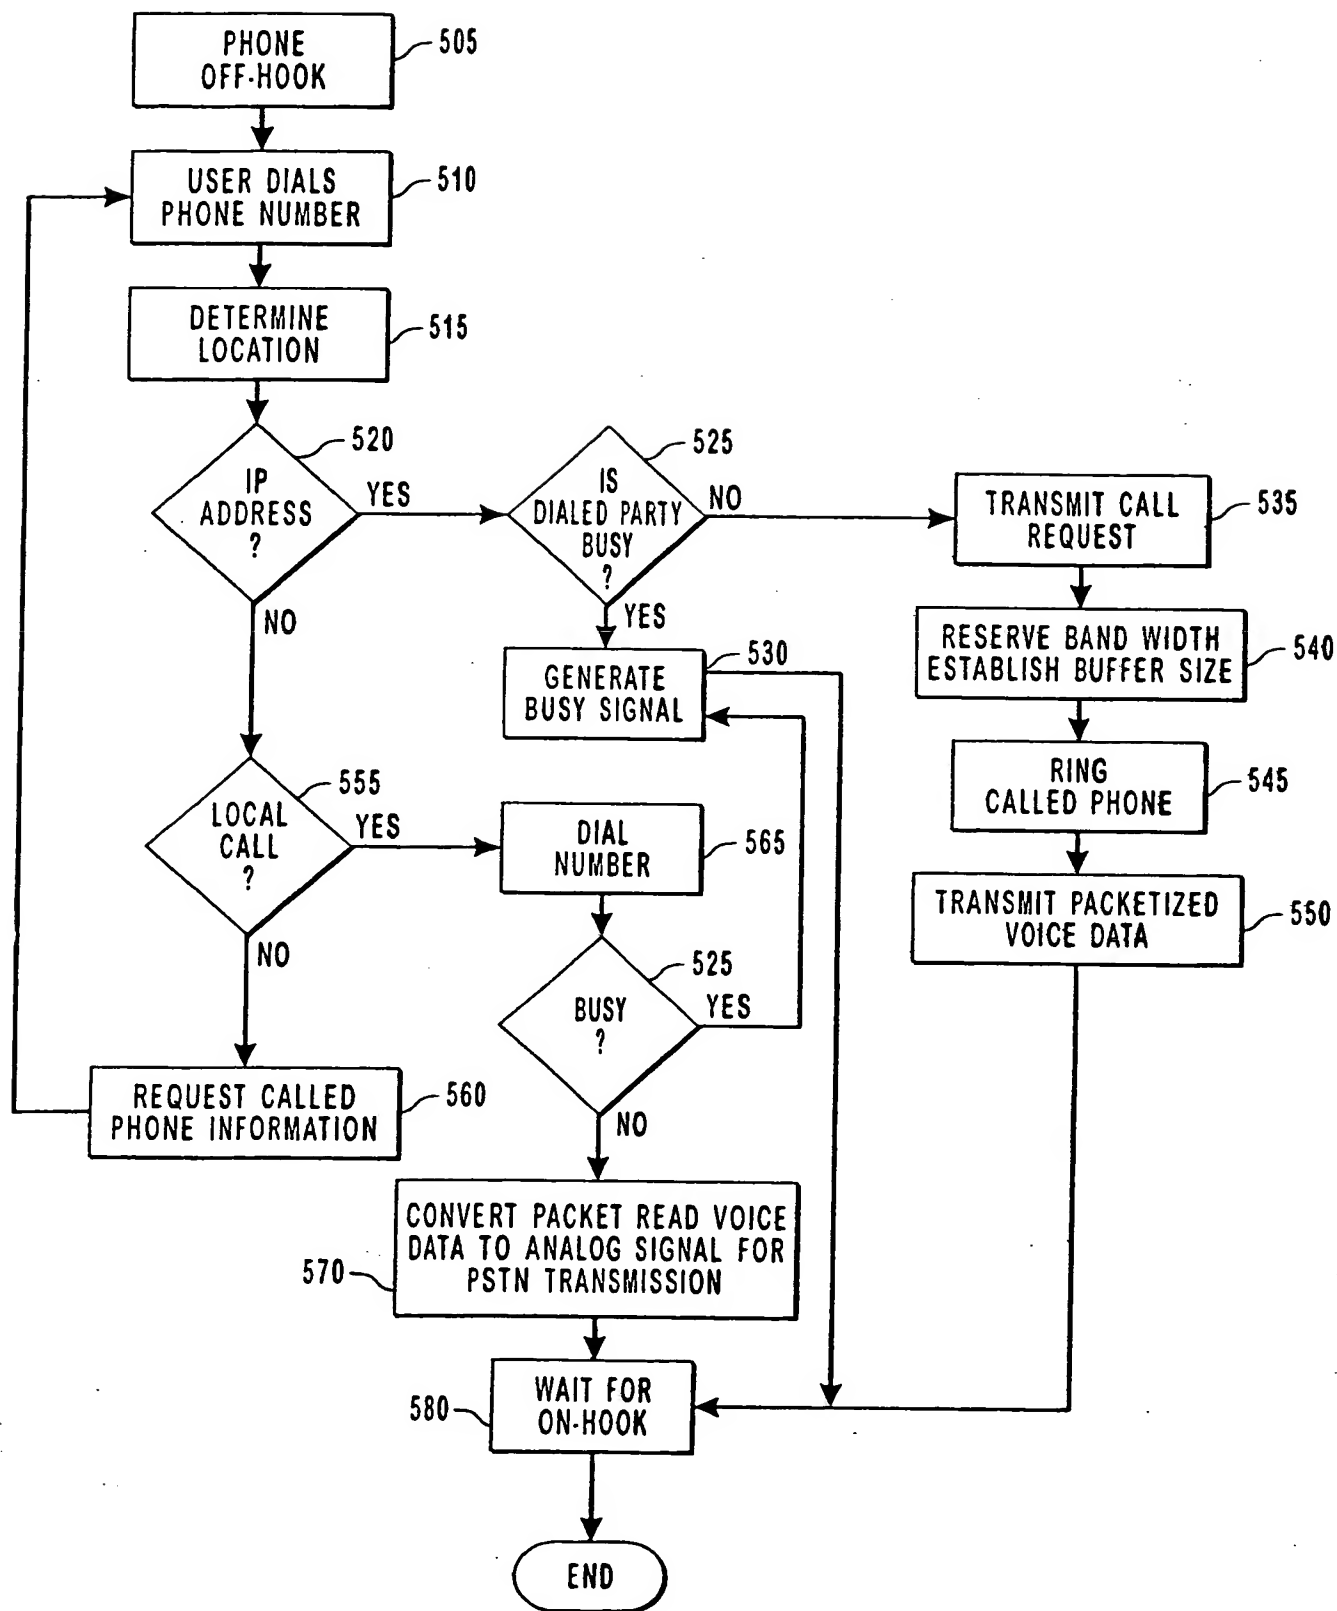 PHONE
OFF-HOOK
505
USER DIALS
PHONE NUMBER
510
DETERMINE
LOCATION
515
IP
ADDRESS
?
520
YES
NO
IS
DIALED PARTY
BUSY
?
525
NO
YES
TRANSMIT CALL
REQUEST
535
RESERVE BAND WIDTH
ESTABLISH BUFFER SIZE
540
GENERATE
BUSY SIGNAL
530
RING
CALLED PHONE
545
LOCAL
CALL
?
555
YES
NO
DIAL
NUMBER
565
TRANSMIT PACKETIZED
VOICE DATA
550
BUSY
?
525
YES
NO
REQUEST CALLED
PHONE INFORMATION
560
CONVERT PACKET READ VOICE
DATA TO ANALOG SIGNAL FOR
PSTN TRANSMISSION
570
WAIT FOR
ON-HOOK
580
END